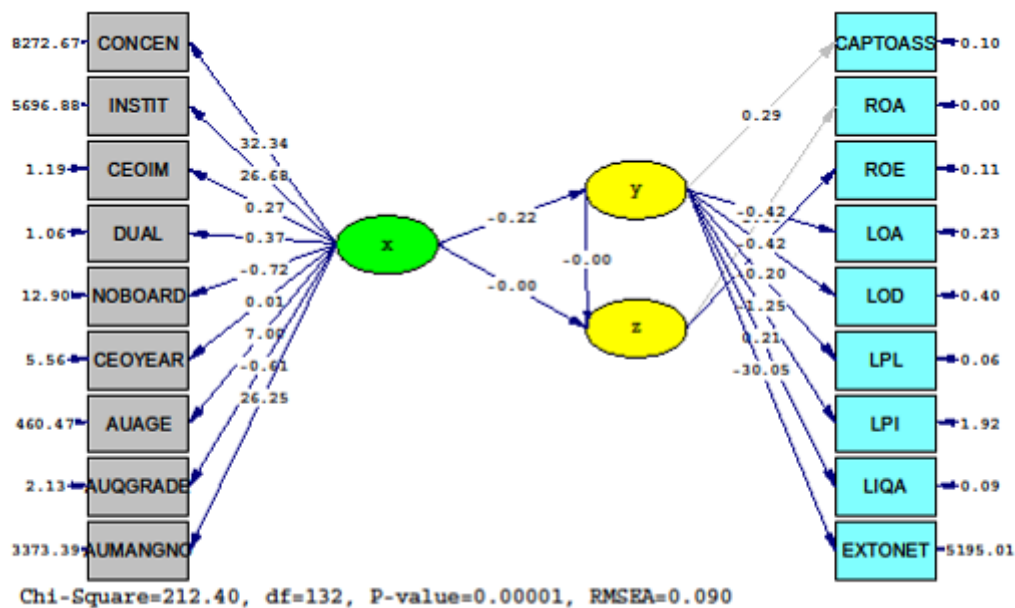 8272.67 CONCEN CAPTOASS 0.10
5696.88 INSTIT ROA 0.00
1.19 CEOIM ROE 0.11
1.06 DUAL LOA 0.23
12.90 NOBOARD LOD 0.40
5.56 CEOYEAR LPL 0.06
460.47 AUAGE LPI 1.92
2.13 AUQGRADE LIQA 0.09
3373.39 AUMANGNO EXTONET 5195.01
32.34
26.68
0.27
0.37
-0.72
0.01
7.00
-0.61
26.25
x
-0.22
-0.00
y
-0.00
z
0.29
-0.42
-0.42
0.20
-1.25
0.21
-30.05
Chi-Square=212.40, df=132, P-value=0.00001, RMSEA=0.090